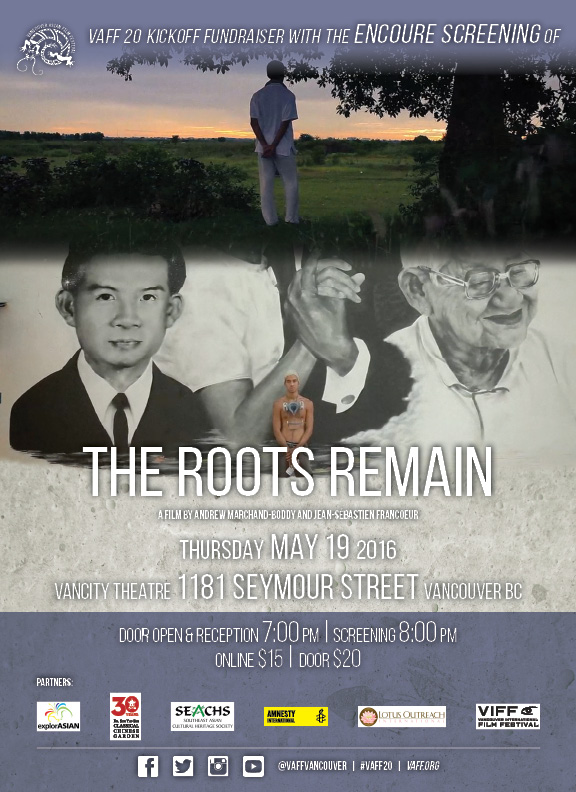 VAFF 20 KICKOFF FUNDRAISER WITH THE ENCOURE SCREENING OF
THE ROOTS REMAIN
A FILM BY ANDREW MARCHAND-BODDY AND JEAN-SEBASTIEN FRANCOEUR
THURSDAY MAY 19 2016
VANCITY THEATRE 1181 SEYMOUR STREET VANCOUVER BC
DOOR OPEN & RECEPTION 7:00 PM | SCREENING 8:00 PM
ONLINE $15 | DOOR $20
PARTNERS:
explorASIAN
30
YEARS
Dr. Sun Yat-Sen
CLASSICAL
CHINESE
GARDEN
SEACHS
SOUTHEAST ASIAN
CULTURAL HERITAGE SOCIETY
AMNESTY
INTERNATIONAL
LOTUS OUTREACH
INTERNATIONAL
VIFF
VANCOUVER INTERNATIONAL
FILM FESTIVAL
@VAFFVANCOUVER | #VAFF20 | VAFF.ORG